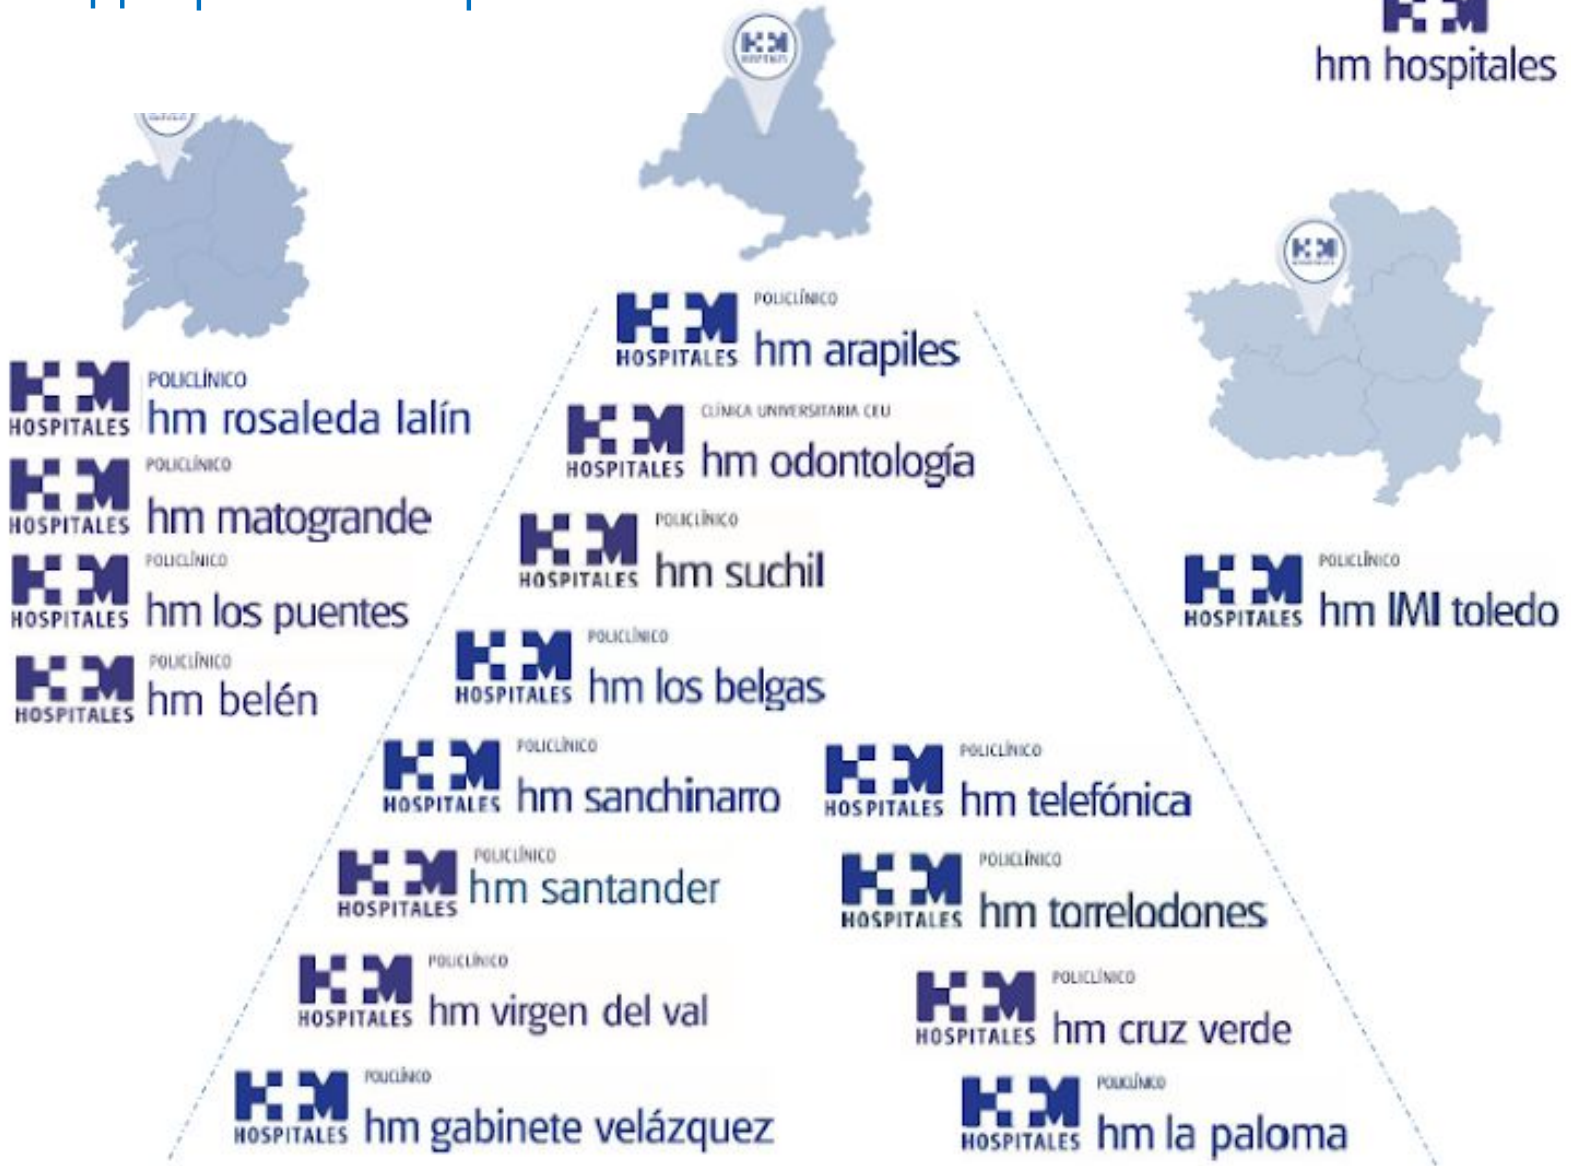 hm hospitales
POLICLÍNICO
hm rosaleda lalín
HOSPITALES
POLICLÍNICO
hm matogrande
HOSPITALES
POLICLÍNICO
hm los puentes
HOSPITALES
POLICLÍNICO
hm belén
HOSPITALES
POLICLÍNICO
hm arapiles
HOSPITALES
CLÍNICA UNIVERSITARIA CEU
hm odontología
HOSPITALES
POLICLÍNICO
hm suchil
HOSPITALES
POLICLÍNICO
hm los belgas
HOSPITALES
POLICLÍNICO
hm sanchinarro
HOSPITALES
POLICLÍNICO
hm santander
HOSPITALES
POLICLÍNICO
hm virgen del val
HOSPITALES
POLICLÍNICO
hm gabinete velázquez
HOSPITALES
POLICLÍNICO
hm telefónica
HOSPITALES
POLICLÍNICO
hm torrelodones
HOSPITALES
POLICLÍNICO
hm cruz verde
HOSPITALES
POLICLÍNICO
hm la paloma
HOSPITALES
POLICLÍNICO
hm IMI toledo
HOSPITALES